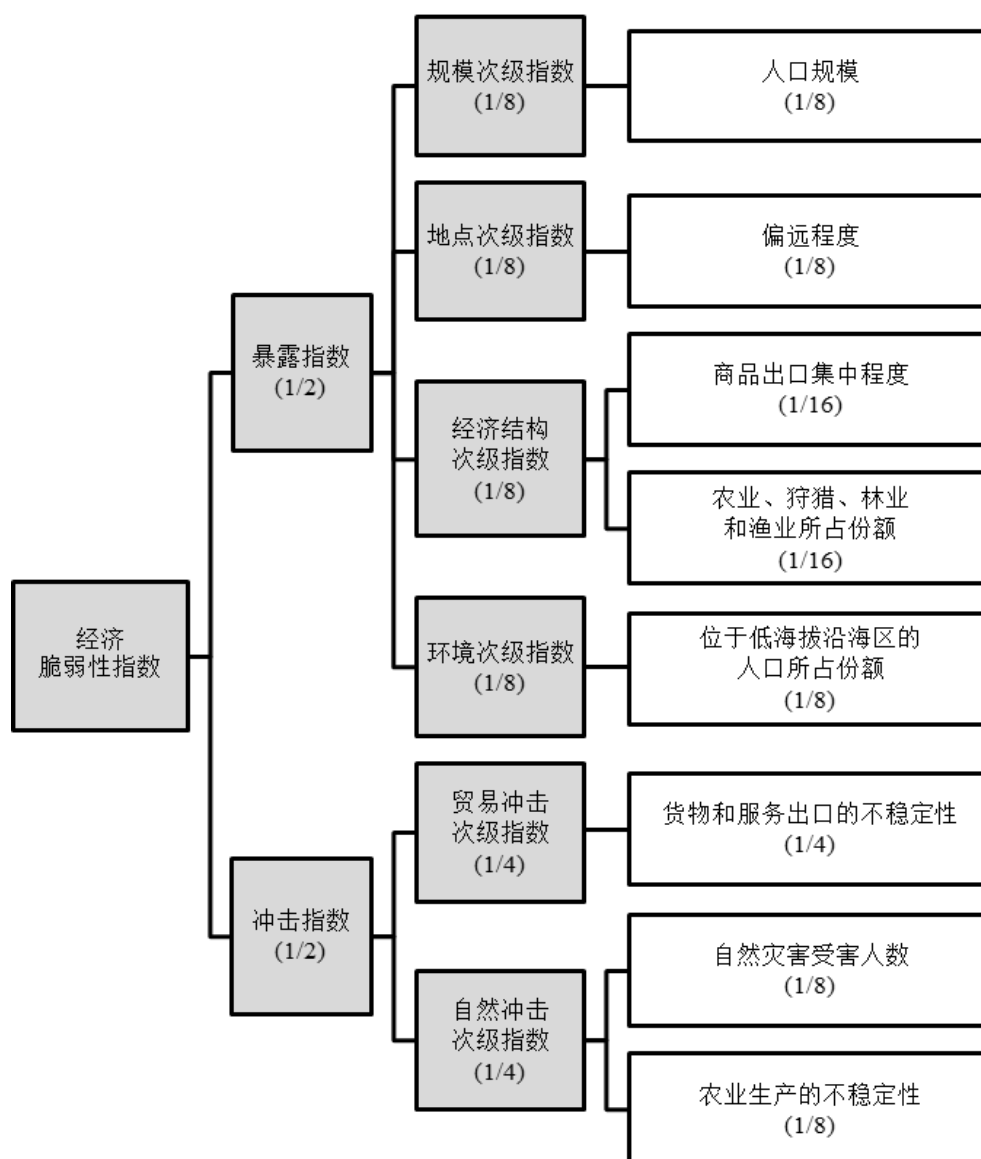 规模次级指数
(1/8)
人口规模
(1/8)
地点次级指数
(1/8)
偏远程度
(1/8)
暴露指数
(1/2)
商品出口集中程度
(1/16)
经济结构
次级指数
(1/8)
农业、狩猎、林业
和渔业所占份额
(1/16)
经济
脆弱性指数
环境次级指数
(1/8)
位于低海拔沿海区的
人口所占份额
(1/8)
贸易冲击
次级指数
(1/4)
货物和服务出口的不稳定性
(1/4)
冲击指数
(1/2)
自然灾害受害人数
(1/8)
自然冲击
次级指数
(1/4)
农业生产的不稳定性
(1/8)